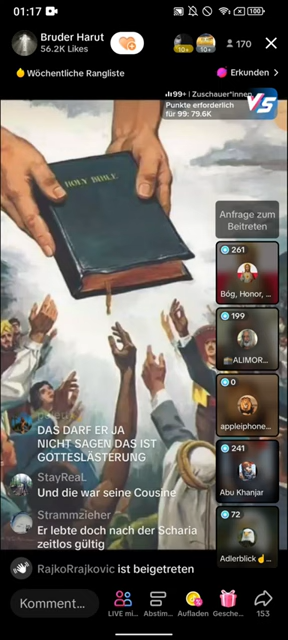 01:17
100
Bruder Harut
56.2K Likes
10+
10+
170
Wöchentliche Rangliste
Erkunden >
99+ | Zuschauer*innen
Punkte erforderlich
für 99: 79.6K
VS
HOLY BIBLE
Anfrage zum
Beitreten
261
Bóg, Honor, ...
199
ALIMOR...
0
appleiphone...
241
Abu Khanjar
72
Adlerblick☝...
DAS DARF ER JA
NICHT SAGEN DAS IST
GOTTESLÄSTERUNG
StayReaL
Und die war seine Cousine
Strammzieher
Er lebte doch nach der Scharia
zeitlos gültig
RajkoRrajkovic ist beigetreten
Komment...
LIVE mi...
Abstim...
Aufladen
Gesche...
153